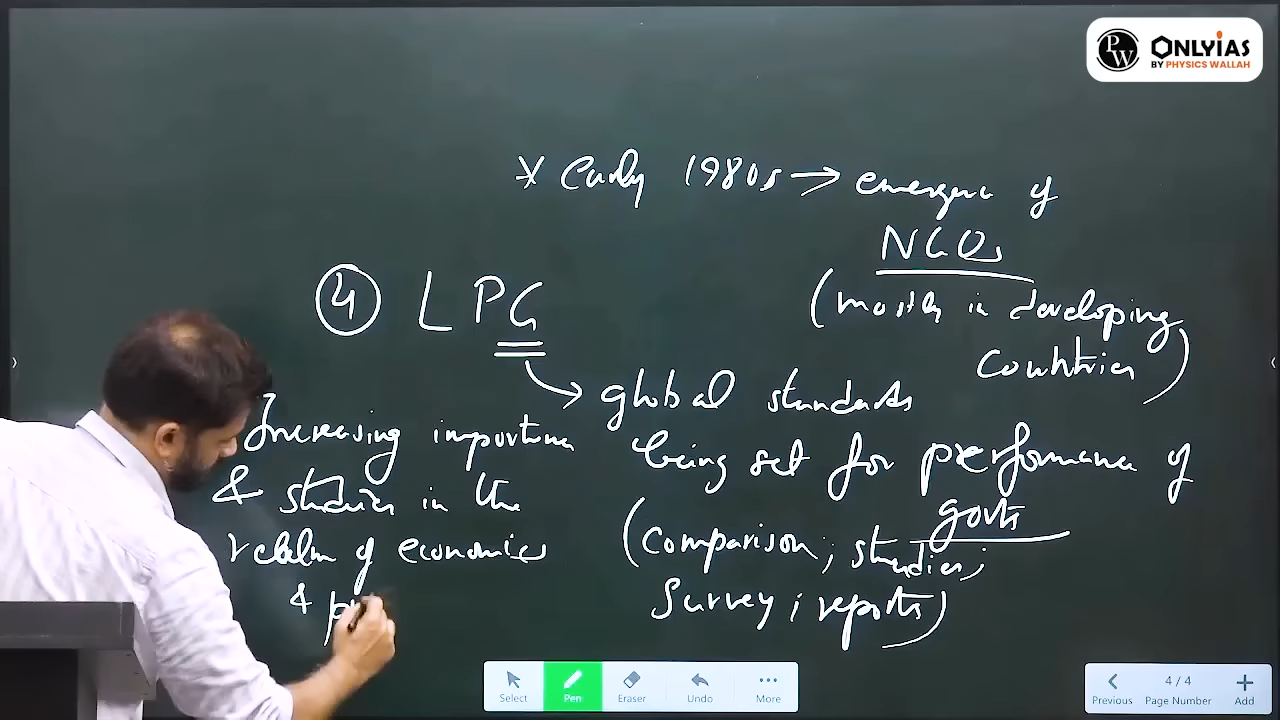 PW
ONLYIAS
BY PHYSICS WALLAH
* Early 1980s → emergence of
NGOs
(mostly in developing
countries)
④ LPG
→ global standards
being set for performance of
govts
(comparison; studies;
survey; reports)
Increasing importance
& studies in the
realm of economics
&
Select
Pen
Eraser
Undo
More
Previous
4 / 4
Page Number
Add